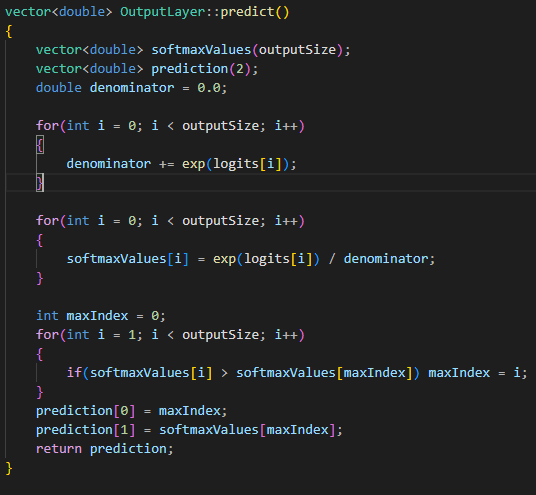 vector<double> OutputLayer::predict()
{
    vector<double> softmaxValues(outputSize);
    vector<double> prediction(2);
    double denominator = 0.0;

    for(int i = 0; i < outputSize; i++)
    {
        denominator += exp(logits[i]);
    }

    for(int i = 0; i < outputSize; i++)
    {
        softmaxValues[i] = exp(logits[i]) / denominator;
    }

    int maxIndex = 0;
    for(int i = 1; i < outputSize; i++)
    {
        if(softmaxValues[i] > softmaxValues[maxIndex]) maxIndex = i;
    }
    prediction[0] = maxIndex;
    prediction[1] = softmaxValues[maxIndex];
    return prediction;
}